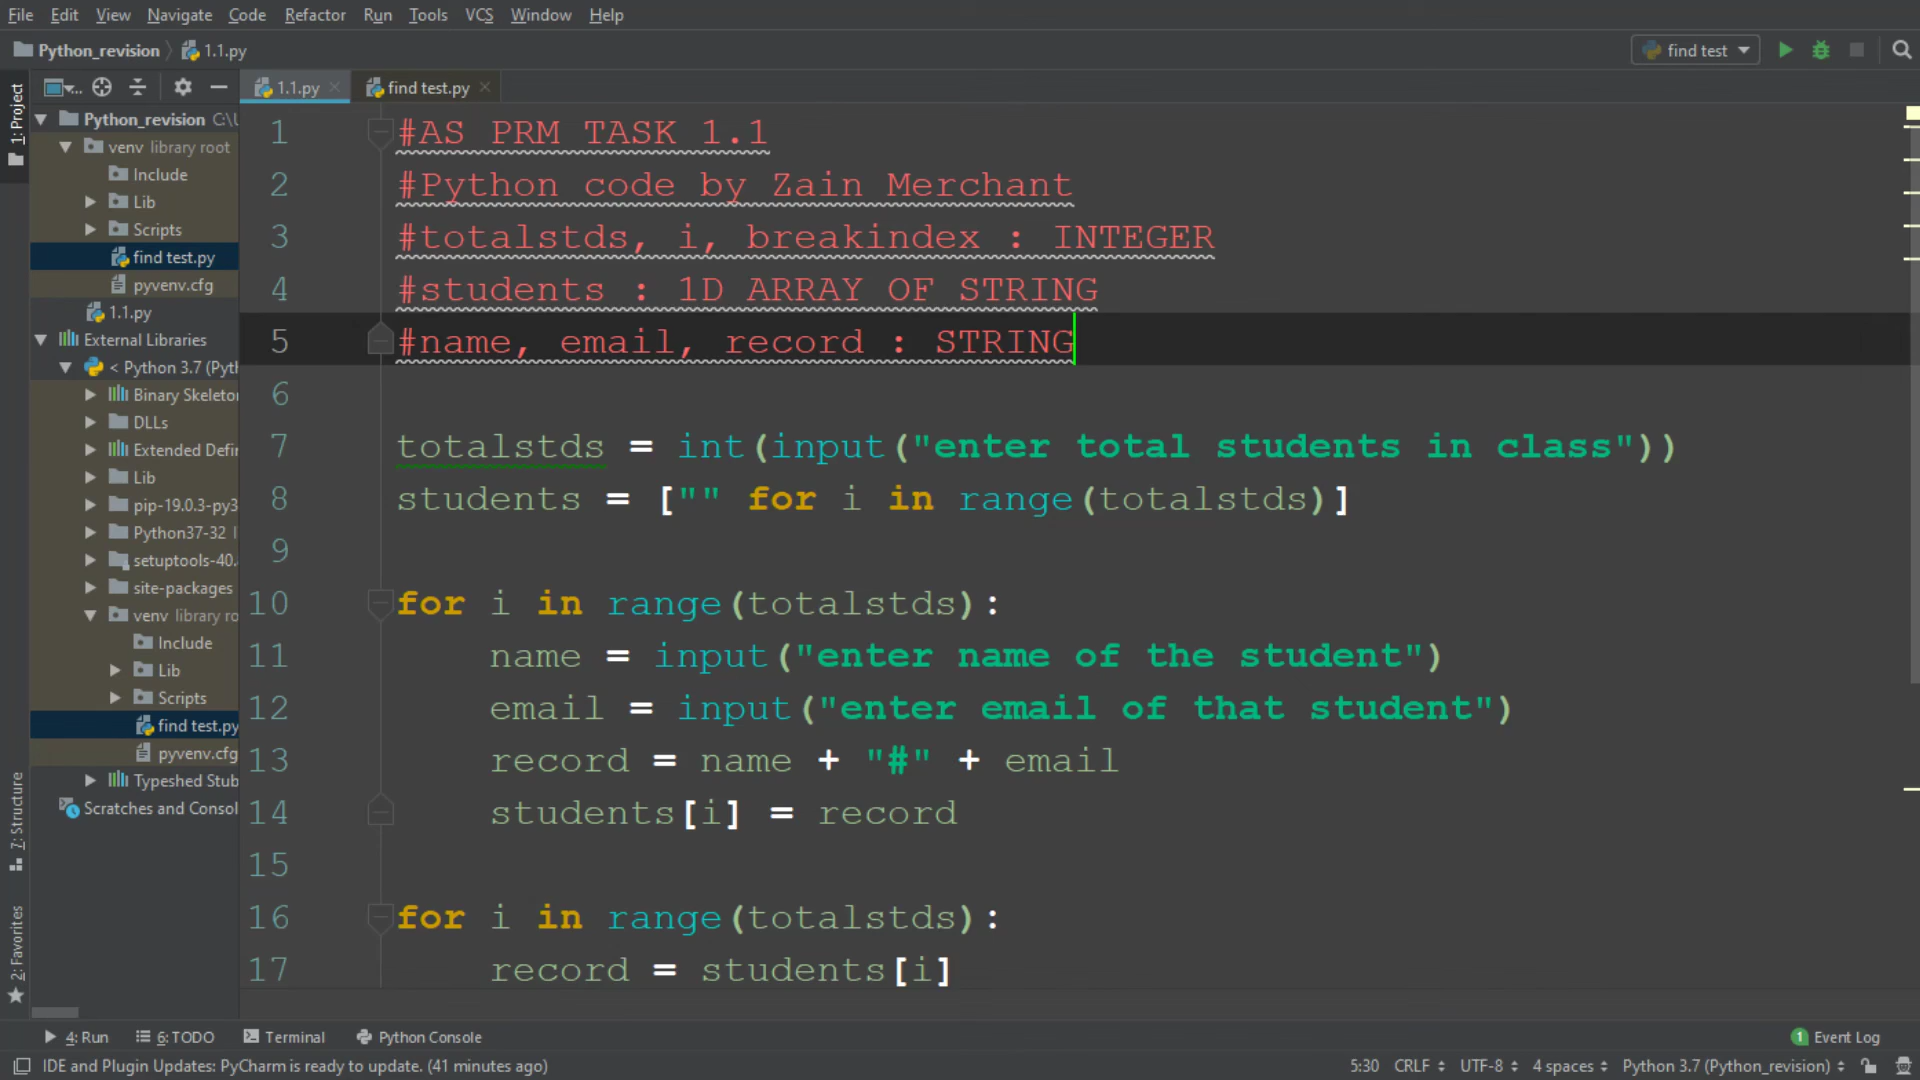 File Edit View Navigate Code Refactor Run Tools VCS Window Help
Python_revision 1.1.py find test
1: Project
1.1.py find test.py
Python_revision C:\U
venv library root
Include
Lib
Scripts
find test.py
pyvenv.cfg
1.1.py
External Libraries
< Python 3.7 (Pyth
Binary Skeleto
DLLs
Extended Defin
Lib
pip-19.0.3-py3
Python37-32 l
setuptools-40.
site-packages
venv library ro
Include
Lib
Scripts
find test.py
pyvenv.cfg
Typeshed Stub
Scratches and Consol
7: Structure
2: Favorites
1 #AS PRM TASK 1.1
2 #Python code by Zain Merchant
3 #totalstds, i, breakindex : INTEGER
4 #students : 1D ARRAY OF STRING
5 #name, email, record : STRING
6
7 totalstds = int(input("enter total students in class"))
8 students = ["" for i in range(totalstds)]
9
10 for i in range(totalstds):
11 name = input("enter name of the student")
12 email = input("enter email of that student")
13 record = name + "#" + email
14 students[i] = record
15
16 for i in range(totalstds):
17 record = students[i]
4: Run 6: TODO Terminal Python Console 1 Event Log
IDE and Plugin Updates: PyCharm is ready to update. (41 minutes ago) 5:30 CRLF UTF-8 4 spaces Python 3.7 (Python_revision)